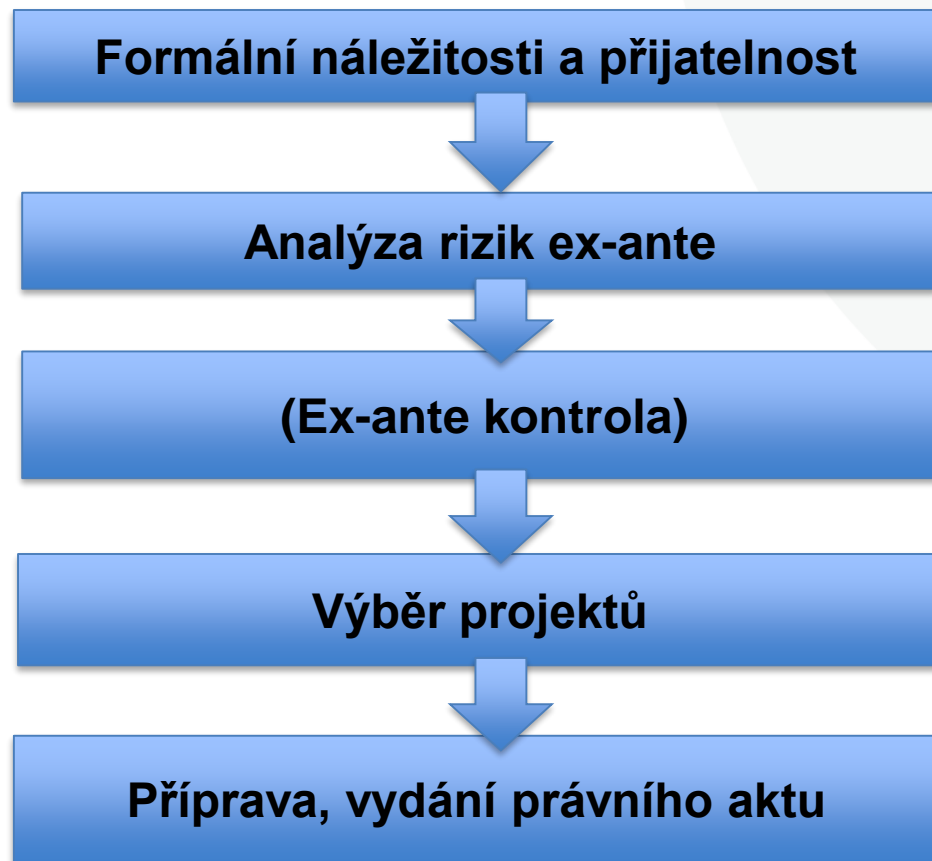 Formální náležitosti a přijatelnost
Analýza rizik ex-ante
(Ex-ante kontrola)
Výběr projektů
Příprava, vydání právního aktu